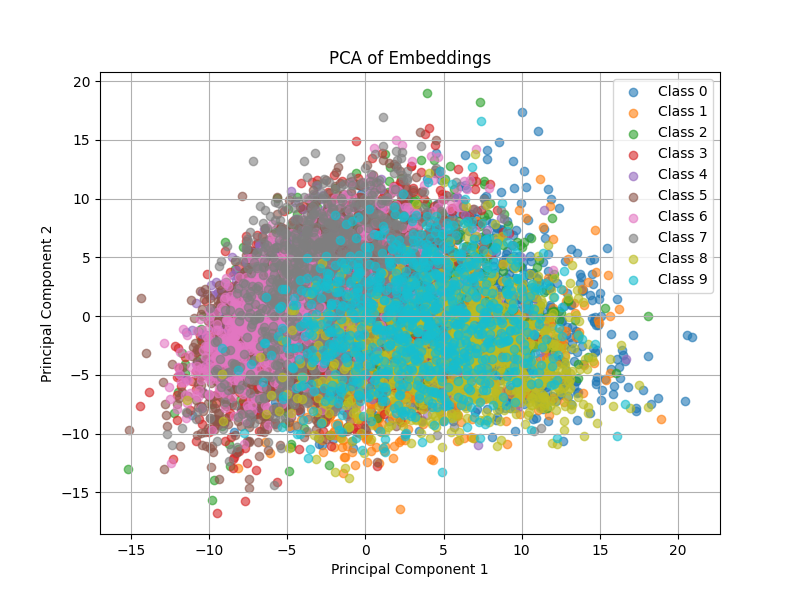 PCA of Embeddings
20
15
10
5
0
−5
−10
−15
Principal Component 2
Class 0
Class 1
Class 2
Class 3
Class 4
Class 5
Class 6
Class 7
Class 8
Class 9
−15 −10 −5 0 5 10 15 20
Principal Component 1